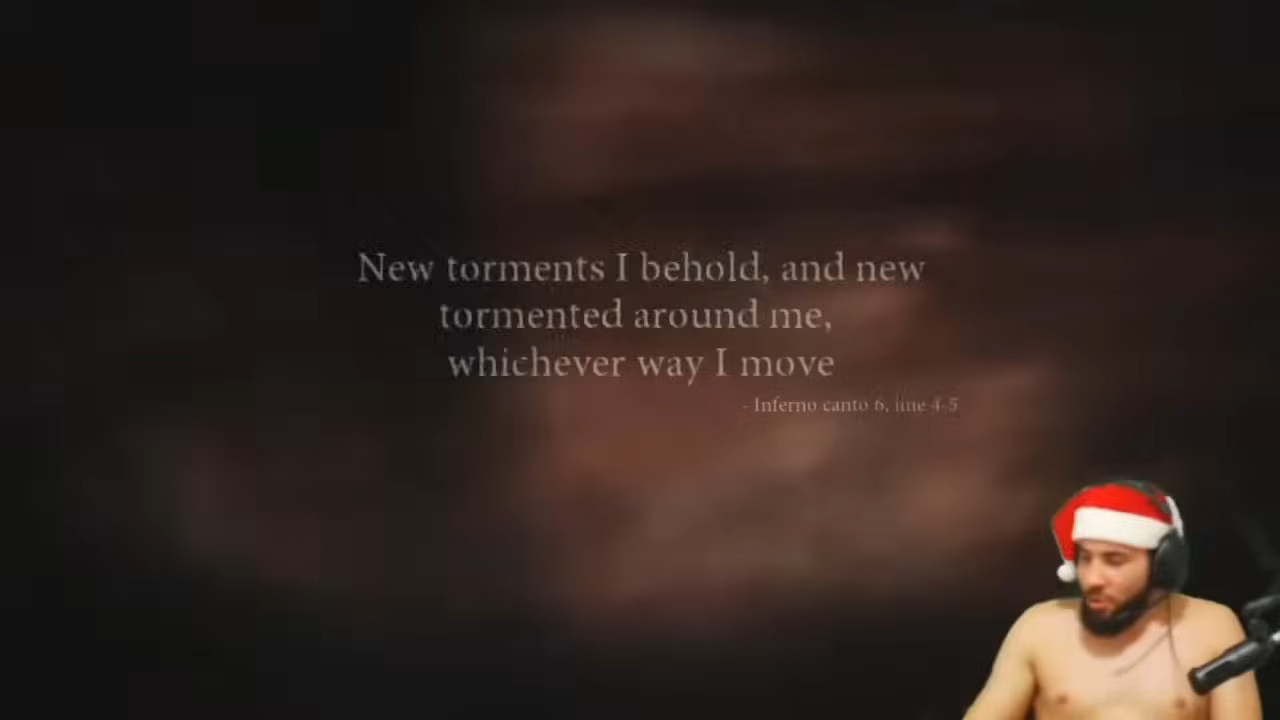 New torments I behold, and new
tormented around me,
whichever way I move
- Inferno canto 6, line 4-5